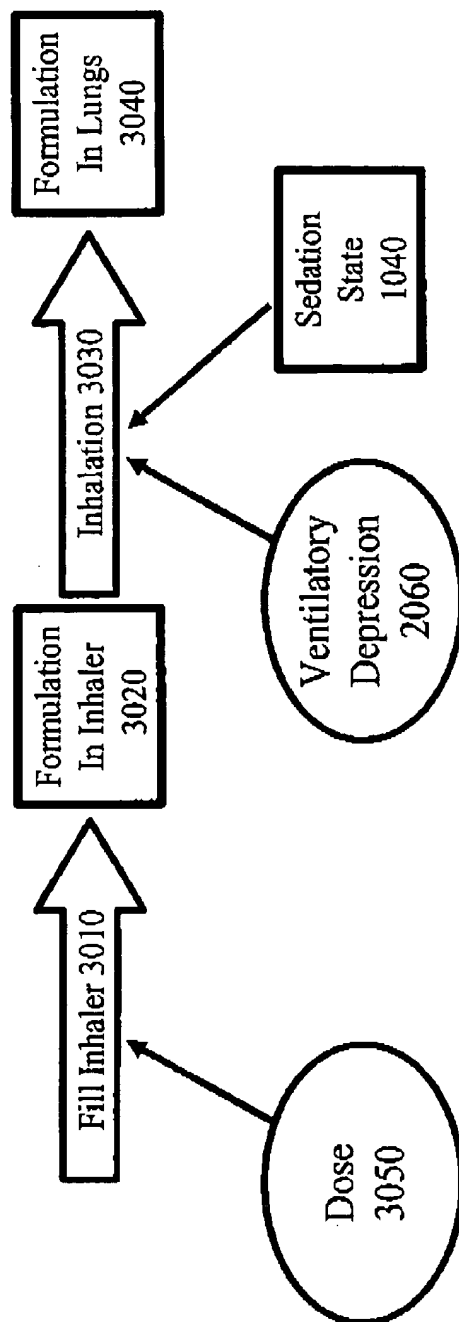 Fill Inhaler 3010
Formulation
In Inhaler
3020
Inhalation 3030
Formulation
In Lungs
3040
Dose
3050
Ventilatory
Depression
2060
Sedation
State
1040